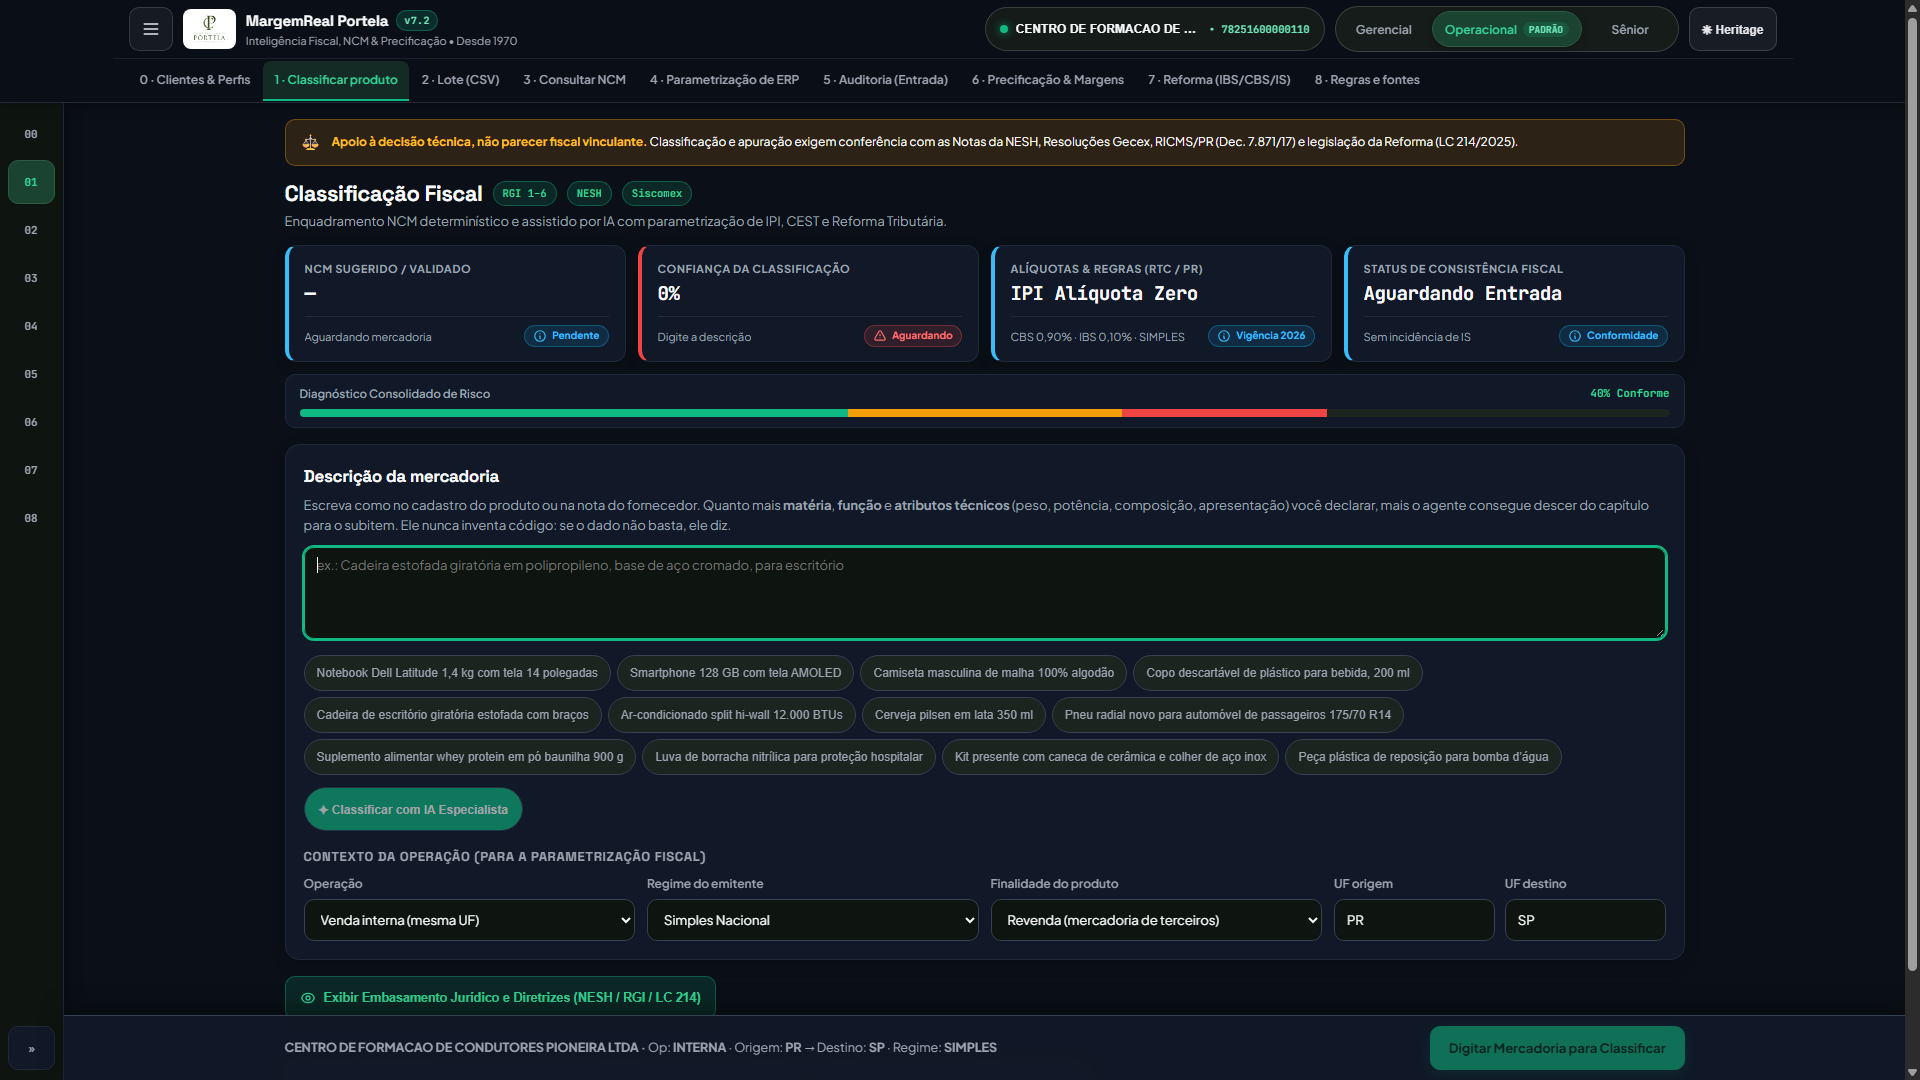 PORTELA
MargemReal Portela v7.2
Inteligência Fiscal, NCM & Precificação • Desde 1970
CENTRO DE FORMACAO DE ... • 78251600000110
Gerencial
Operacional PADRÃO
Sênior
Heritage
0 · Clientes & Perfis
1 · Classificar produto
2 · Lote (CSV)
3 · Consultar NCM
4 · Parametrização de ERP
5 · Auditoria (Entrada)
6 · Precificação & Margens
7 · Reforma (IBS/CBS/IS)
8 · Regras e fontes
00
01
02
03
04
05
06
07
08
»
Apoio à decisão técnica, não parecer fiscal vinculante. Classificação e apuração exigem conferência com as Notas da NESH, Resoluções Gecex, RICMS/PR (Dec. 7.871/17) e legislação da Reforma (LC 214/2025).
Classificação Fiscal RGI 1-6 NESH Siscomex
Enquadramento NCM determinístico e assistido por IA com parametrização de IPI, CEST e Reforma Tributária.
NCM SUGERIDO / VALIDADO
—
Aguardando mercadoria Pendente
CONFIANÇA DA CLASSIFICAÇÃO
0%
Digite a descrição Aguardando
ALÍQUOTAS & REGRAS (RTC / PR)
IPI Alíquota Zero
CBS 0,90% · IBS 0,10% · SIMPLES Vigência 2026
STATUS DE CONSISTÊNCIA FISCAL
Aguardando Entrada
Sem incidência de IS Conformidade
Diagnóstico Consolidado de Risco 40% Conforme
Descrição da mercadoria
Escreva como no cadastro do produto ou na nota do fornecedor. Quanto mais matéria, função e atributos técnicos (peso, potência, composição, apresentação) você declarar, mais o agente consegue descer do capítulo
para o subitem. Ele nunca inventa código: se o dado não basta, ele diz.
ex.: Cadeira estofada giratória em polipropileno, base de aço cromado, para escritório
Notebook Dell Latitude 1,4 kg com tela 14 polegadas
Smartphone 128 GB com tela AMOLED
Camiseta masculina de malha 100% algodão
Copo descartável de plástico para bebida, 200 ml
Cadeira de escritório giratória estofada com braços
Ar-condicionado split hi-wall 12.000 BTUs
Cerveja pilsen em lata 350 ml
Pneu radial novo para automóvel de passageiros 175/70 R14
Suplemento alimentar whey protein em pó baunilha 900 g
Luva de borracha nitrílica para proteção hospitalar
Kit presente com caneca de cerâmica e colher de aço inox
Peça plástica de reposição para bomba d'água
Classificar com IA Especialista
CONTEXTO DA OPERAÇÃO (PARA A PARAMETRIZAÇÃO FISCAL)
Operação
Venda interna (mesma UF)
Regime do emitente
Simples Nacional
Finalidade do produto
Revenda (mercadoria de terceiros)
UF origem
PR
UF destino
SP
Exibir Embasamento Jurídico e Diretrizes (NESH / RGI / LC 214)
CENTRO DE FORMACAO DE CONDUTORES PIONEIRA LTDA · Op: INTERNA · Origem: PR → Destino: SP · Regime: SIMPLES
Digitar Mercadoria para Classificar